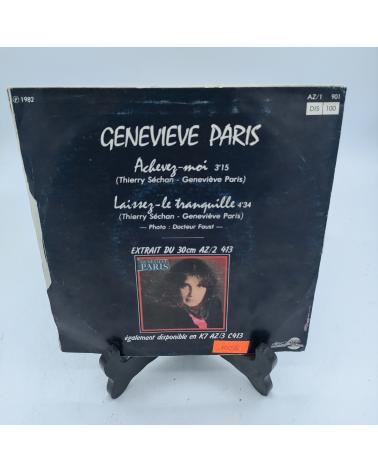 ℗ 1982
AZ/1 901
DIS 100
GENEVIEVE PARIS
Achevez-moi 3'15
(Thierry Séchan - Geneviève Paris)
Laissez-le tranquille 4'34
(Thierry Séchan - Geneviève Paris)
— Photo : Docteur Faust —
EXTRAIT DU 30cm AZ/2 413
GENEVIEVE
PARIS
également disponible en K7 AZ/3 C413